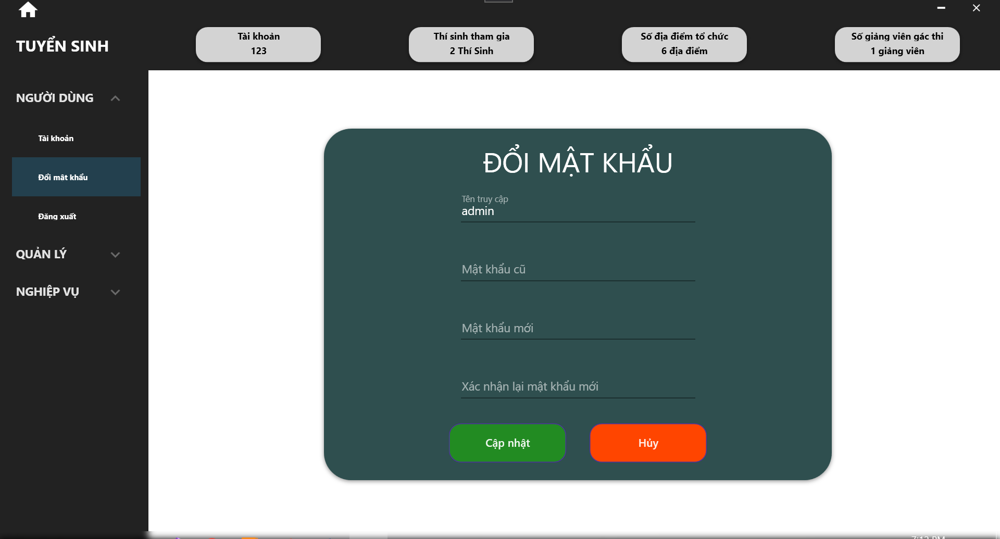 TUYỂN SINH
Tài khoản
123
Thí sinh tham gia
2 Thí Sinh
Số địa điểm tổ chức
6 địa điểm
Số giảng viên gác thi
1 giảng viên
NGƯỜI DÙNG
Tài khoản
Đổi mât khẩu
Đăng xuất
QUẢN LÝ
NGHIỆP VỤ
ĐỔI MẬT KHẨU
Tên truy cập
admin
Mật khẩu cũ
Mật khẩu mới
Xác nhận lại mật khẩu mới
Cập nhật
Hủy